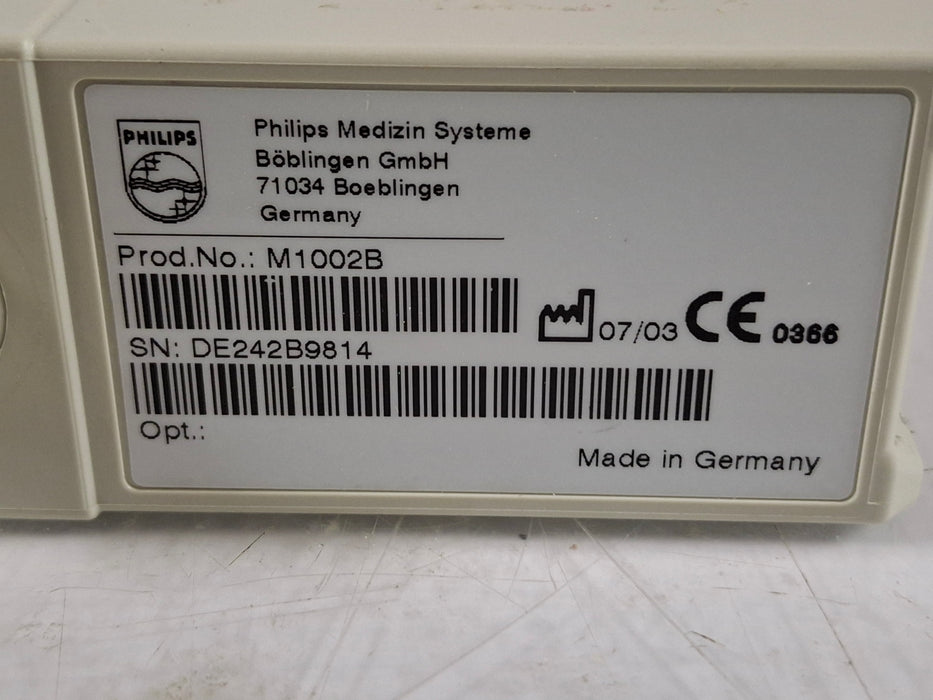 PHILIPS
Philips Medizin Systeme
Böblingen GmbH
71034 Boeblingen
Germany
Prod.No.: M1002B
07/03 CE 0366
SN: DE242B9814
Opt.:
Made in Germany